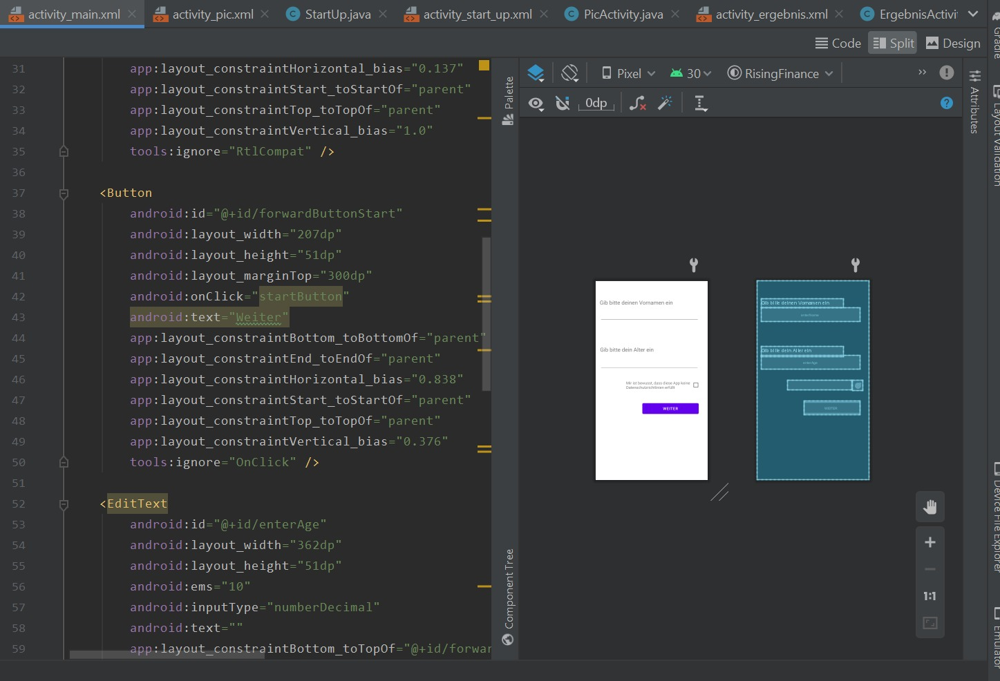 activity_main.xml
activity_pic.xml
StartUp.java
activity_start_up.xml
PicActivity.java
activity_ergebnis.xml
ErgebnisActivi
Code
Split
Design
31 app:layout_constraintHorizontal_bias="0.137"
32 app:layout_constraintStart_toStartOf="parent"
33 app:layout_constraintTop_toTopOf="parent"
34 app:layout_constraintVertical_bias="1.0"
35 tools:ignore="RtlCompat" />
36
37 <Button
38 android:id="@+id/forwardButtonStart"
39 android:layout_width="207dp"
40 android:layout_height="51dp"
41 android:layout_marginTop="300dp"
42 android:onClick="startButton"
43 android:text="Weiter"
44 app:layout_constraintBottom_toBottomOf="parent"
45 app:layout_constraintEnd_toEndOf="parent"
46 app:layout_constraintHorizontal_bias="0.838"
47 app:layout_constraintStart_toStartOf="parent"
48 app:layout_constraintTop_toTopOf="parent"
49 app:layout_constraintVertical_bias="0.376"
50 tools:ignore="OnClick" />
51
52 <EditText
53 android:id="@+id/enterAge"
54 android:layout_width="362dp"
55 android:layout_height="51dp"
56 android:ems="10"
57 android:inputType="numberDecimal"
58 android:text=""
59 app:layout_constraintBottom_toTopOf="@+id/forwar
Palette
Component Tree
Pixel
30
RisingFinance
0dp
Gib bitte deinen Vornamen ein
Gib bitte dein Alter ein
Mir ist bewusst, dass diese App keine
Datenschutzrichtlinien erfüllt
WEITER
Gib bitte deinen Vornamen ein
enterName
Gib bitte dein Alter ein
enterAge
WEITER
1:1
Attributes
Gradle
Layout Validation
Device File Explorer
Emulator